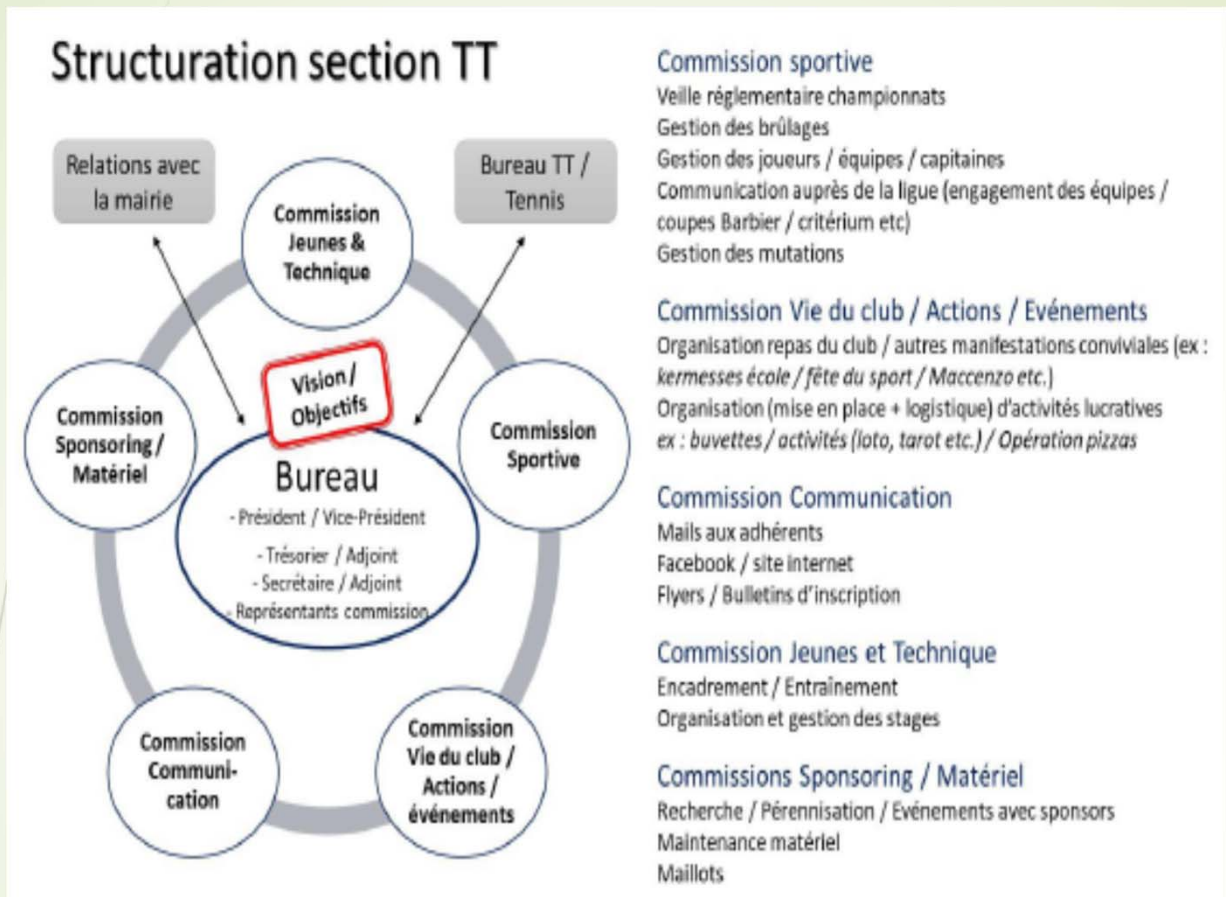 Structuration section TT
Relations avec
la mairie
Bureau TT /
Tennis
Commission
Jeunes &
Technique
Vision /
Objectifs
Commission
Sponsoring /
Matériel
Commission
Sportive
Bureau
- Président / Vice-Président
- Trésorier / Adjoint
- Secrétaire / Adjoint
- Représentants commission
Commission
Communi-
cation
Commission
Vie du club /
Actions /
événements
Commission sportive
Veille réglementaire championnats
Gestion des brûlages
Gestion des joueurs / équipes / capitaines
Communication auprès de la ligue (engagement des équipes /
coupes Barbier / critérium etc)
Gestion des mutations
Commission Vie du club / Actions / Evénements
Organisation repas du club / autres manifestations conviviales (ex :
kermesses école / fête du sport / Maccenzo etc.)
Organisation (mise en place + logistique) d'activités lucratives
ex : buvettes / activités (loto, tarot etc.) / Opération pizzas
Commission Communication
Mails aux adhérents
Facebook / site internet
Flyers / Bulletins d'inscription
Commission Jeunes et Technique
Encadrement / Entraînement
Organisation et gestion des stages
Commissions Sponsoring / Matériel
Recherche / Pérennisation / Evénements avec sponsors
Maintenance matériel
Maillots